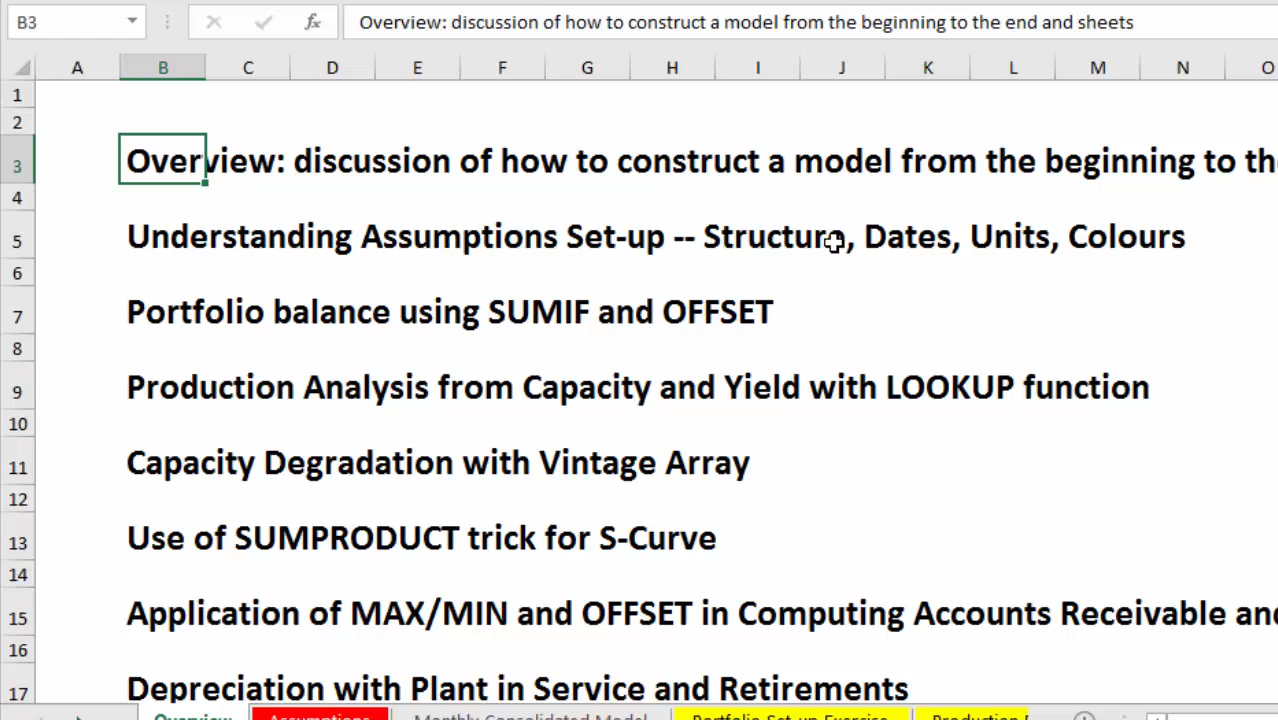 B3
fx
Overview: discussion of how to construct a model from the beginning to the end and sheets
A B C D E F G H I J K L M N O
1
2
3 Overview: discussion of how to construct a model from the beginning to th
4
5 Understanding Assumptions Set-up -- Structure, Dates, Units, Colours
6
7 Portfolio balance using SUMIF and OFFSET
8
9 Production Analysis from Capacity and Yield with LOOKUP function
10
11 Capacity Degradation with Vintage Array
12
13 Use of SUMPRODUCT trick for S-Curve
14
15 Application of MAX/MIN and OFFSET in Computing Accounts Receivable an
16
17 Depreciation with Plant in Service and Retirements
Overview Assumptions Monthly Consolidated Model Portfolio Set-up Exercise Production